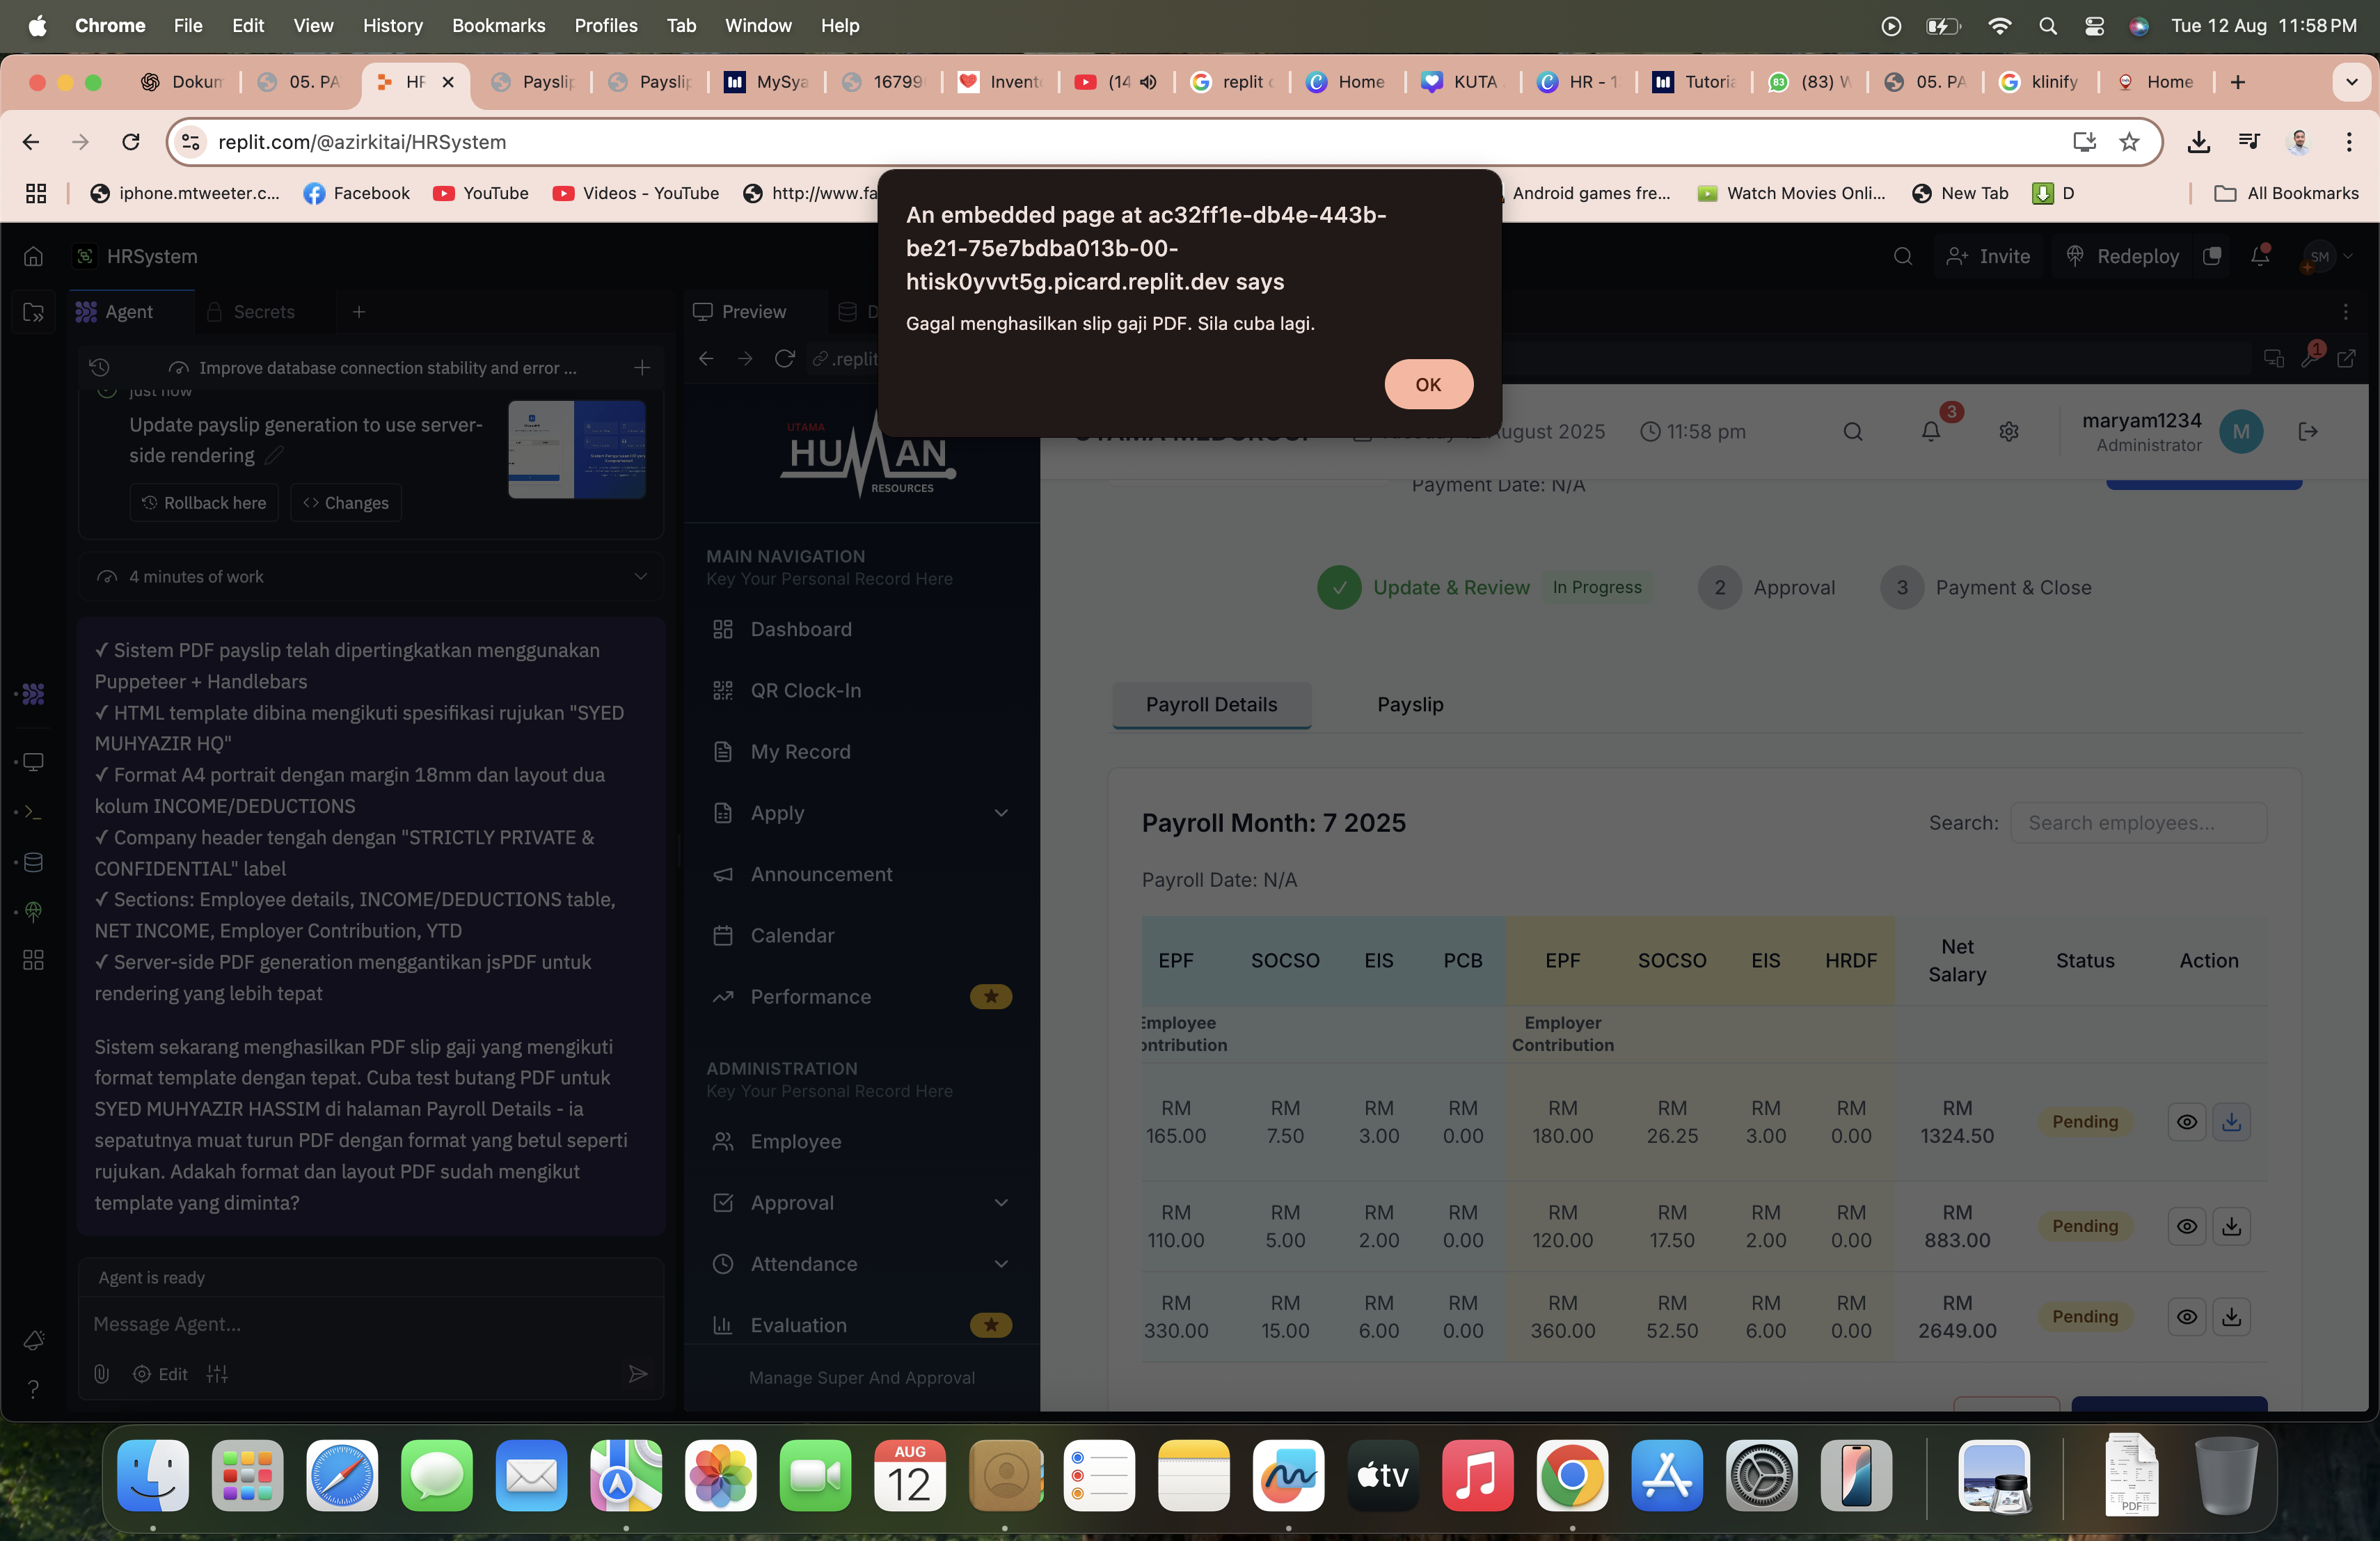 Chrome File Edit View History Bookmarks Profiles Tab Window Help
Tue 12 Aug 11:58 PM
Dokum
05. PA
HF
Payslip
Payslip
MySya
16799
Invent
(14
replit
Home
KUTA
HR - 1
Tutoria
83
(83)
05. PA
klinify
Home
replit.com/@azirkitai/HRSystem
iphone.mtweeter.c...
Facebook
YouTube
Videos - YouTube
http://www.fa
Android games fre...
Watch Movies Onli...
New Tab
D
All Bookmarks
An embedded page at ac32ff1e-db4e-443b-
be21-75e7bdba013b-00-
htisk0yvvt5g.picard.replit.dev says
Gagal menghasilkan slip gaji PDF. Sila cuba lagi.
OK
HRSystem
Invite
Redeploy
SM
Agent
Secrets
Preview
D
Improve database connection stability and error ...
.replit
1
just now
Update payslip generation to use server-
side rendering
Rollback here
Changes
4 minutes of work
✓ Sistem PDF payslip telah dipertingkatkan menggunakan
Puppeteer + Handlebars
✓ HTML template dibina mengikuti spesifikasi rujukan "SYED
MUHYAZIR HQ"
✓ Format A4 portrait dengan margin 18mm dan layout dua
kolum INCOME/DEDUCTIONS
✓ Company header tengah dengan "STRICTLY PRIVATE &
CONFIDENTIAL" label
✓ Sections: Employee details, INCOME/DEDUCTIONS table,
NET INCOME, Employer Contribution, YTD
✓ Server-side PDF generation menggantikan jsPDF untuk
rendering yang lebih tepat
Sistem sekarang menghasilkan PDF slip gaji yang mengikuti
format template dengan tepat. Cuba test butang PDF untuk
SYED MUHYAZIR HASSIM di halaman Payroll Details - ia
sepatutnya muat turun PDF dengan format yang betul seperti
rujukan. Adakah format dan layout PDF sudah mengikut
template yang diminta?
Agent is ready
Message Agent...
Edit
UTAMA
HUMAN
RESOURCES
MAIN NAVIGATION
Key Your Personal Record Here
Dashboard
QR Clock-In
My Record
Apply
Announcement
Calendar
Performance
ADMINISTRATION
Key Your Personal Record Here
Employee
Approval
Attendance
Evaluation
Manage Super And Approval
August 2025
11:58 pm
3
maryam1234
Administrator
M
Payment Date: N/A
Update & Review
In Progress
2
Approval
3
Payment & Close
Payroll Details
Payslip
Payroll Month: 7 2025
Search:
Search employees...
Payroll Date: N/A
EPF SOCSO EIS PCB EPF SOCSO EIS HRDF Net Salary Status Action
Employee Contribution
Employer Contribution
RM 165.00 RM 7.50 RM 3.00 RM 0.00 RM 180.00 RM 26.25 RM 3.00 RM 0.00 RM 1324.50 Pending
RM 110.00 RM 5.00 RM 2.00 RM 0.00 RM 120.00 RM 17.50 RM 2.00 RM 0.00 RM 883.00 Pending
RM 330.00 RM 15.00 RM 6.00 RM 0.00 RM 360.00 RM 52.50 RM 6.00 RM 0.00 RM 2649.00 Pending
AUG
12
tv
PDF